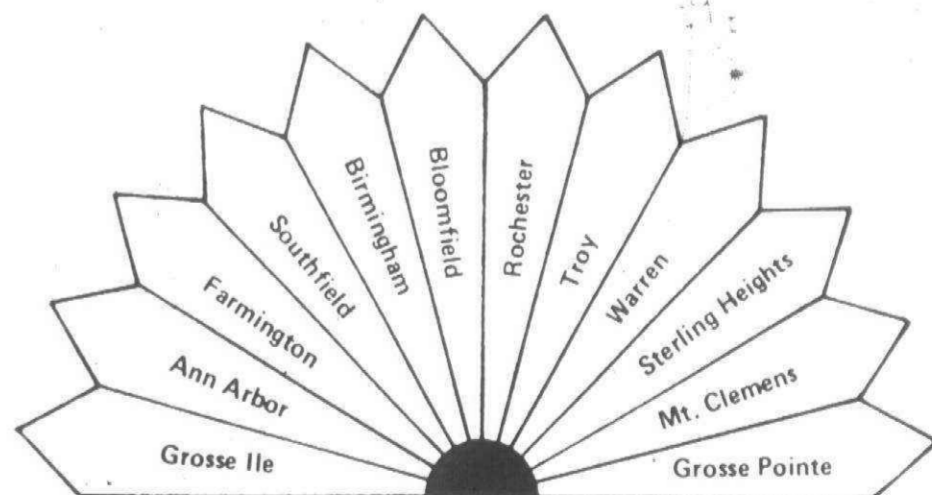 Grosse Ile
Ann Arbor
Farmington
Southfield
Birmingham
Bloomfield
Rochester
Troy
Warren
Sterling Heights
Mt. Clemens
Grosse Pointe